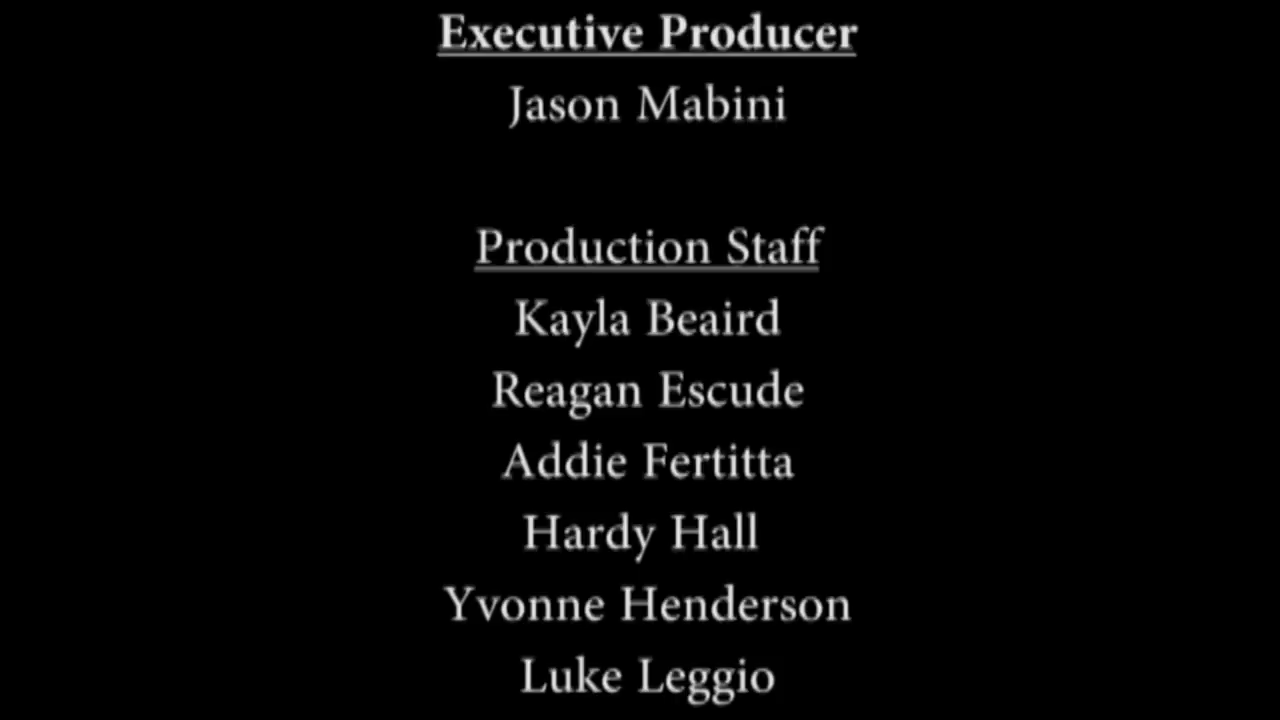 Executive Producer
Jason Mabini
Production Staff
Kayla Beaird
Reagan Escude
Addie Fertitta
Hardy Hall
Yvonne Henderson
Luke Leggio